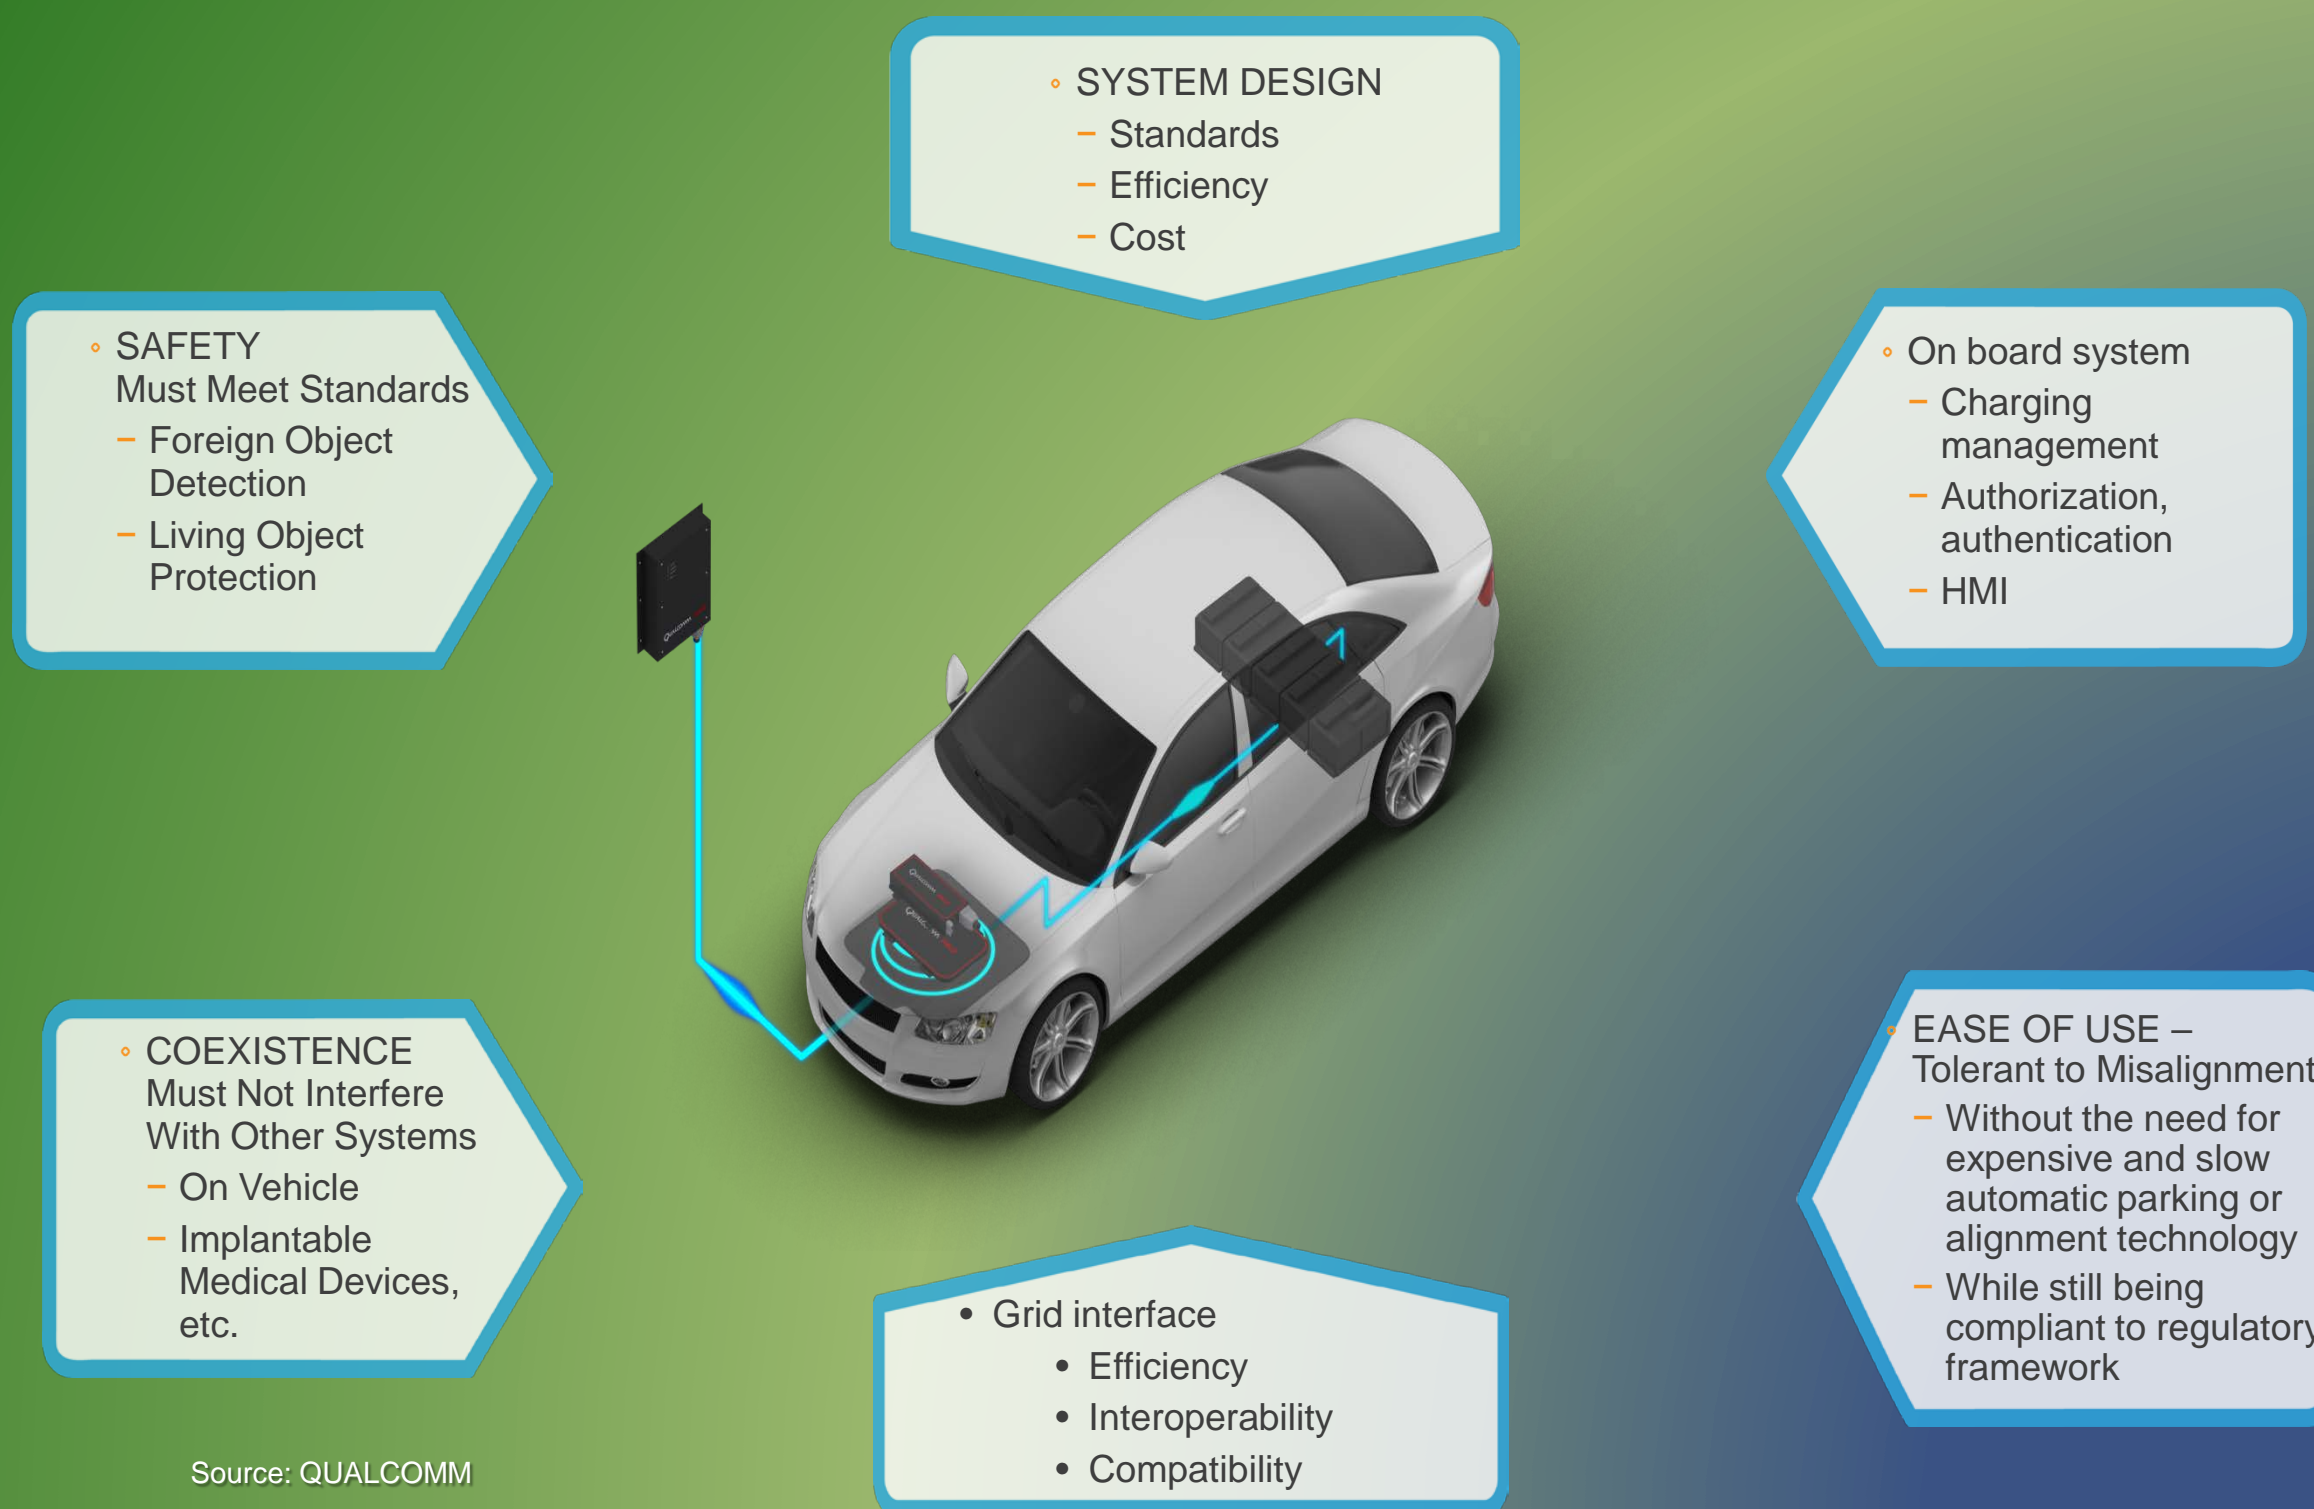 ◦ SYSTEM DESIGN
– Standards
– Efficiency
– Cost
◦ SAFETY
Must Meet Standards
– Foreign Object
Detection
– Living Object
Protection
◦ On board system
– Charging
management
– Authorization,
authentication
– HMI
QUALCOMM
QUALCOMM
◦ COEXISTENCE
Must Not Interfere
With Other Systems
– On Vehicle
– Implantable
Medical Devices,
etc.
◦ EASE OF USE –
Tolerant to Misalignment
– Without the need for
expensive and slow
automatic parking or
alignment technology
– While still being
compliant to regulatory
framework
• Grid interface
• Efficiency
• Interoperability
• Compatibility
Source: QUALCOMM